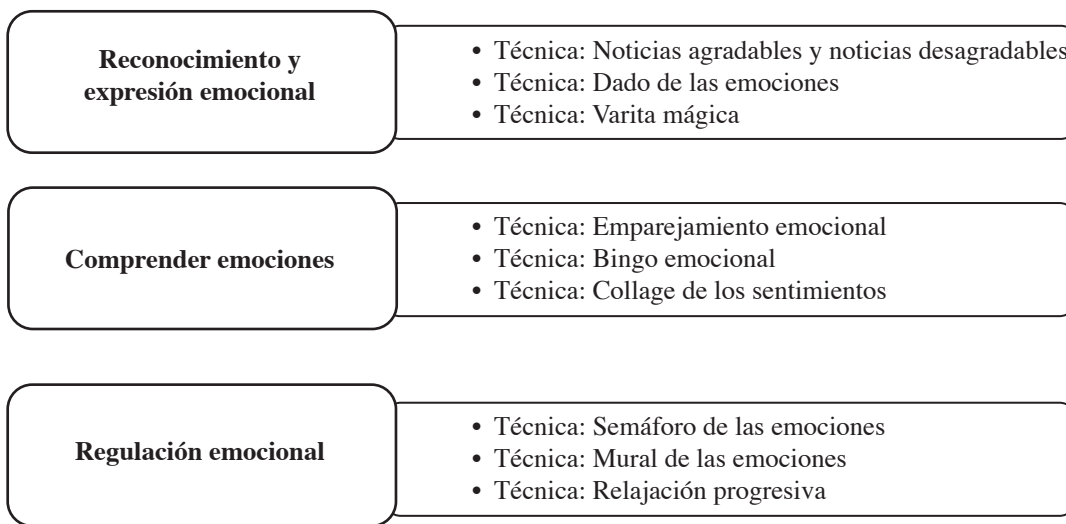 Reconocimiento y
expresión emocional
• Técnica: Noticias agradables y noticias desagradables
• Técnica: Dado de las emociones
• Técnica: Varita mágica
Comprender emociones
• Técnica: Emparejamiento emocional
• Técnica: Bingo emocional
• Técnica: Collage de los sentimientos
Regulación emocional
• Técnica: Semáforo de las emociones
• Técnica: Mural de las emociones
• Técnica: Relajación progresiva